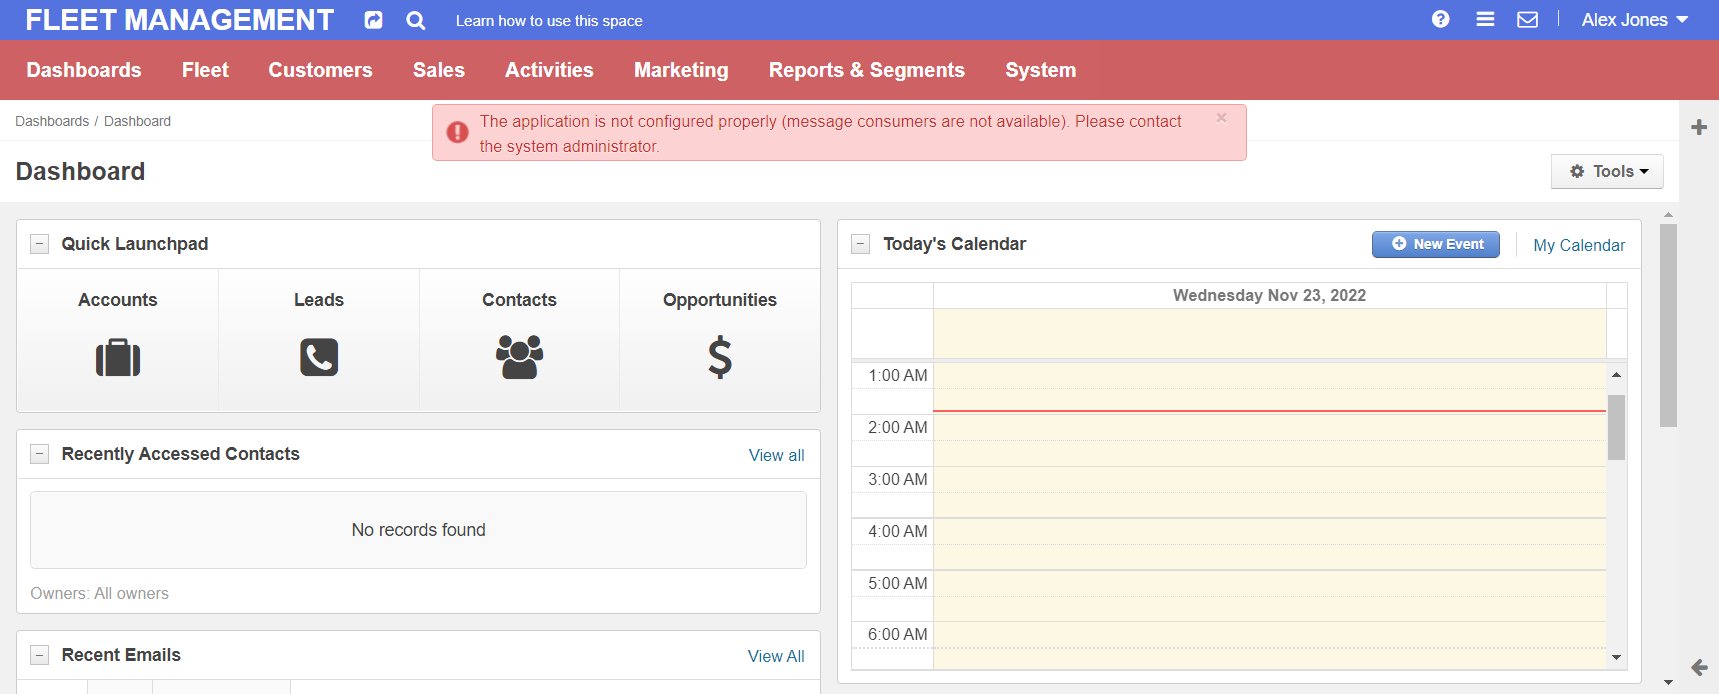 FLEET MANAGEMENT
Learn how to use this space
Alex Jones
Dashboards
Fleet
Customers
Sales
Activities
Marketing
Reports & Segments
System
Dashboards / Dashboard
The application is not configured properly (message consumers are not available). Please contact
the system administrator.
Dashboard
Tools
Quick Launchpad
Accounts
Leads
Contacts
Opportunities
Recently Accessed Contacts
View all
No records found
Owners: All owners
Recent Emails
View All
Today's Calendar
New Event
My Calendar
Wednesday Nov 23, 2022
1:00 AM
2:00 AM
3:00 AM
4:00 AM
5:00 AM
6:00 AM